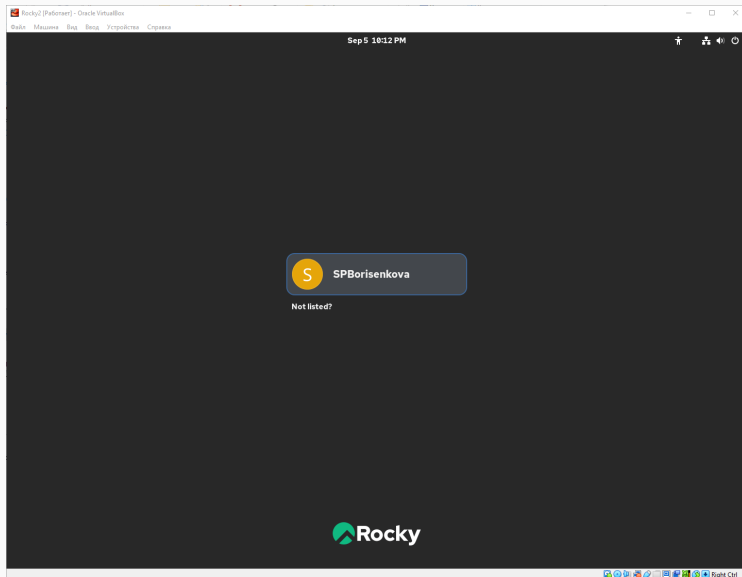 Rocky2 [Работает] - Oracle VirtualBox
Файл Машина Вид Ввод Устройства Справка
Sep 5 10:12 PM
S SPBorisenkova
Not listed?
Rocky
Right Ctrl